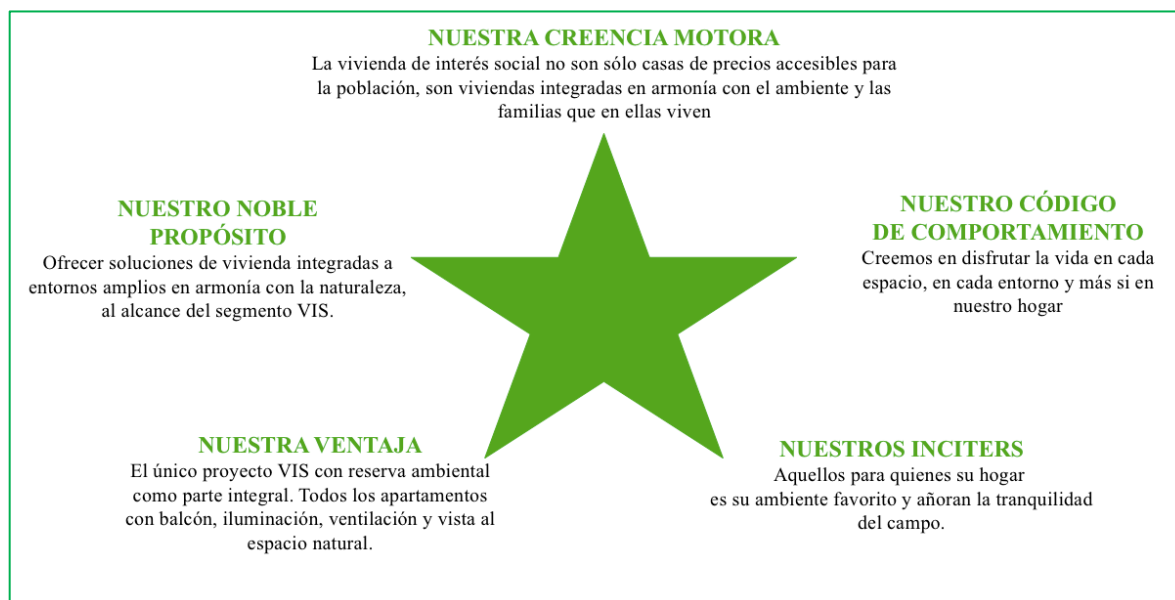 NUESTRA CREENCIA MOTORA
La vivienda de interés social no son sólo casas de precios accesibles para
la población, son viviendas integradas en armonía con el ambiente y las
familias que en ellas viven
NUESTRO NOBLE
PROPÓSITO
Ofrecer soluciones de vivienda integradas a
entornos amplios en armonía con la naturaleza,
al alcance del segmento VIS.
NUESTRO CÓDIGO
DE COMPORTAMIENTO
Creemos en disfrutar la vida en cada
espacio, en cada entorno y más si en
nuestro hogar
NUESTRA VENTAJA
El único proyecto VIS con reserva ambiental
como parte integral. Todos los apartamentos
con balcón, iluminación, ventilación y vista al
espacio natural.
NUESTROS INCITERS
Aquellos para quienes su hogar
es su ambiente favorito y añoran la tranquilidad
del campo.